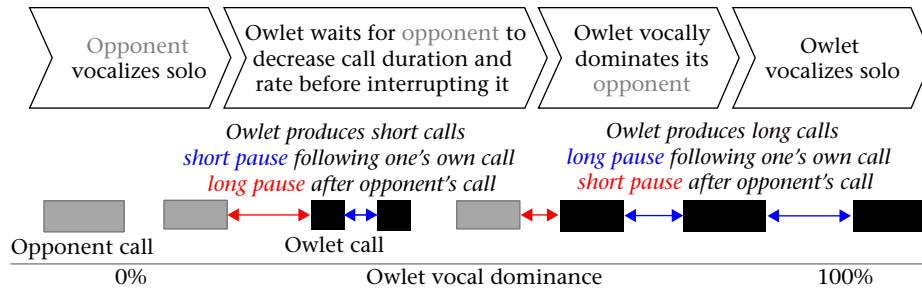 Opponent
vocalizes solo
Owlet waits for opponent to
decrease call duration and
rate before interrupting it
Owlet vocally
dominates its
opponent
Owlet
vocalizes solo
Owlet produces short calls
short pause following one's own call
long pause after opponent's call
Owlet produces long calls
long pause following one's own call
short pause after opponent's call
Opponent call
Owlet call
0%
Owlet vocal dominance
100%